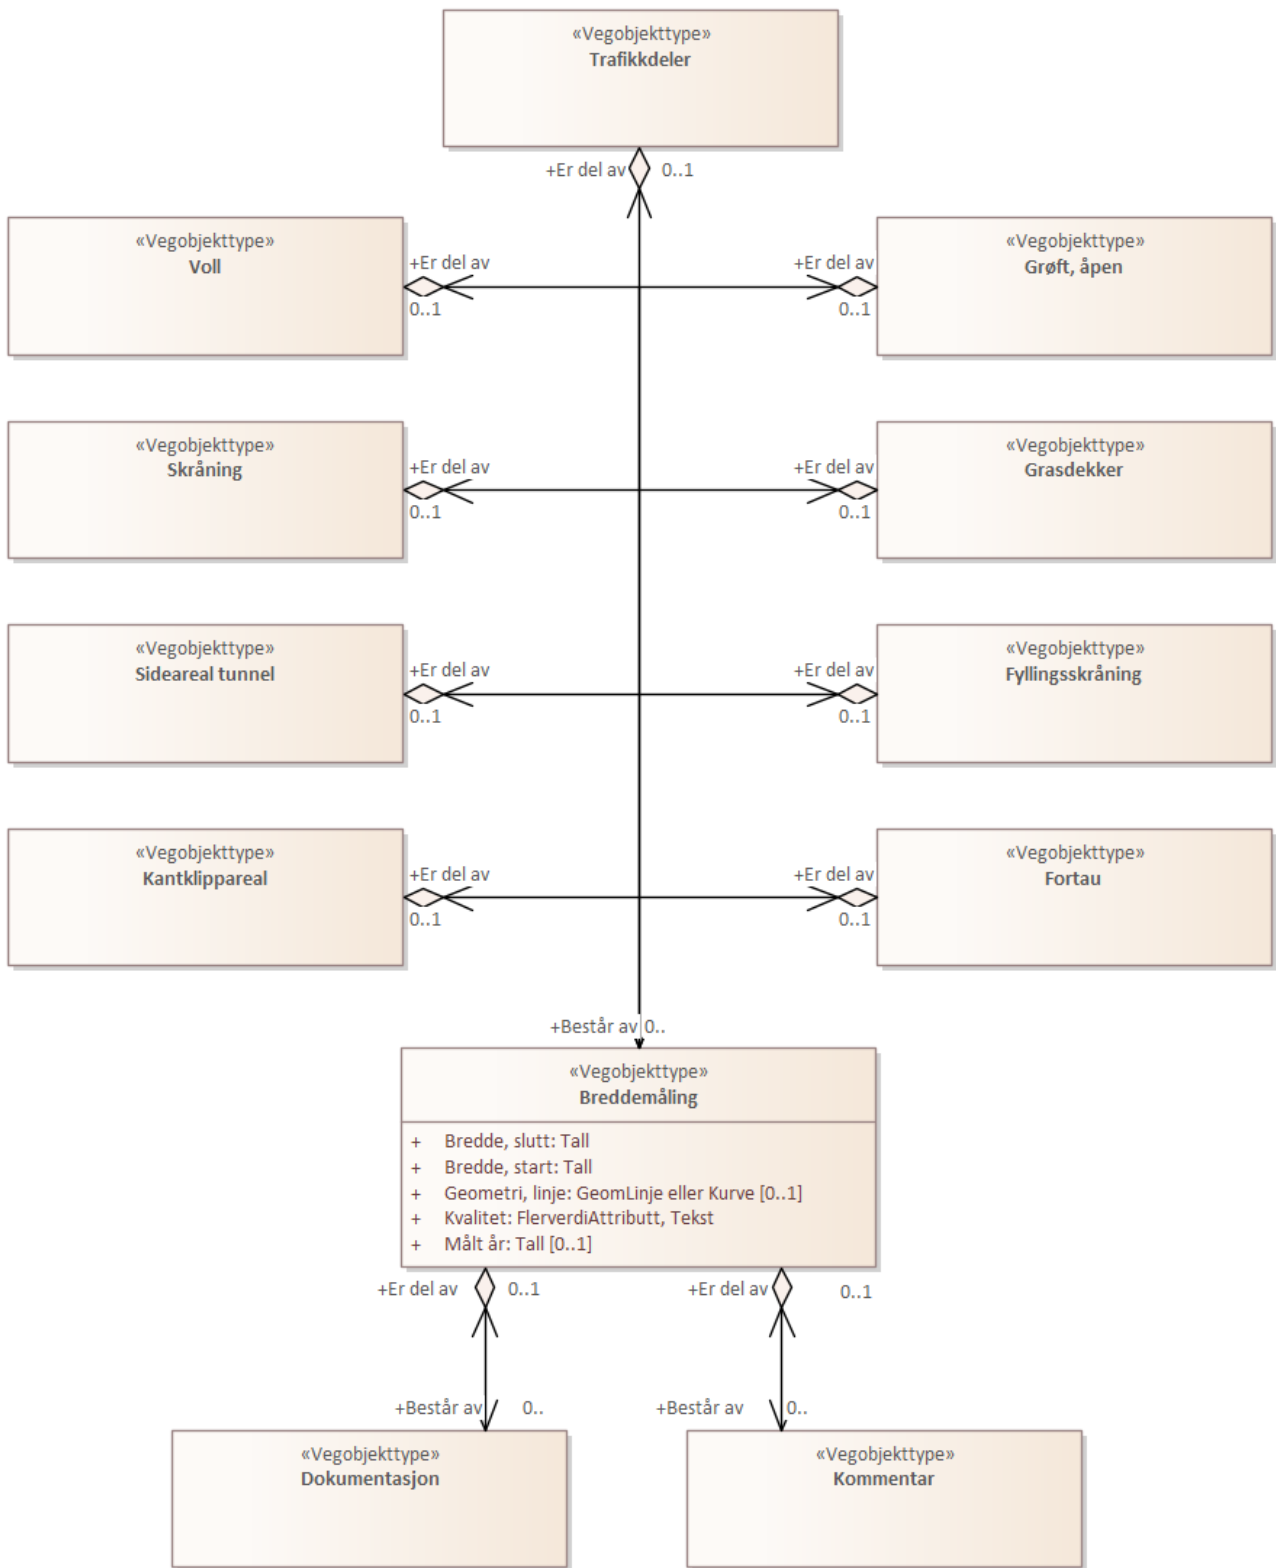 «Vegobjekttype»
Trafikkdeler
+Er del av 0..1
«Vegobjekttype»
Voll
+Er del av
0..1
«Vegobjekttype»
Grøft, åpen
+Er del av
0..1
«Vegobjekttype»
Skråning
+Er del av
0..1
«Vegobjekttype»
Grasdekker
+Er del av
0..1
«Vegobjekttype»
Sideareal tunnel
+Er del av
0..1
«Vegobjekttype»
Fyllingsskråning
+Er del av
0..1
«Vegobjekttype»
Kantklippareal
+Er del av
0..1
«Vegobjekttype»
Fortau
+Er del av
0..1
+Består av 0..
«Vegobjekttype»
Breddemåling
+ Bredde, slutt: Tall
+ Bredde, start: Tall
+ Geometri, linje: GeomLinje eller Kurve [0..1]
+ Kvalitet: FlerverdiAttributt, Tekst
+ Målt år: Tall [0..1]
+Er del av 0..1
+Er del av 0..1
+Består av 0..
+Består av 0..
«Vegobjekttype»
Dokumentasjon
«Vegobjekttype»
Kommentar